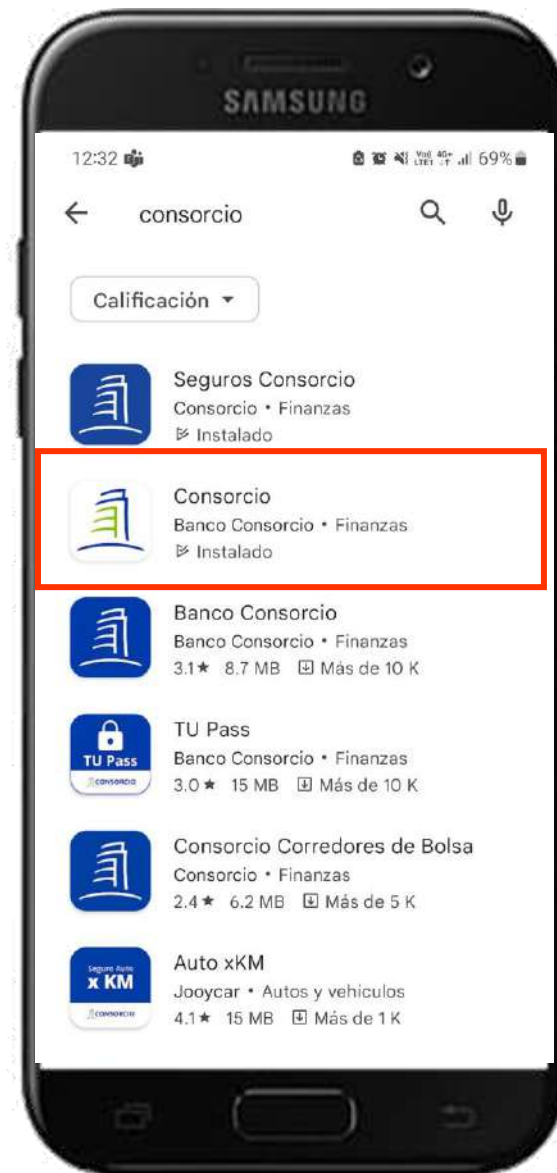 SAMSUNG
12:32 69%
consorcio
Calificación
Seguros Consorcio
Consorcio • Finanzas
Instalado
Consorcio
Banco Consorcio • Finanzas
Instalado
Banco Consorcio
Banco Consorcio • Finanzas
3.1★ 8.7 MB Más de 10 K
TU Pass
CONSORCIO
TU Pass
Banco Consorcio • Finanzas
3.0★ 15 MB Más de 10 K
Consorcio Corredores de Bolsa
Consorcio • Finanzas
2.4★ 6.2 MB Más de 5 K
Seguro Auto
x KM
CONSORCIO
Auto xKM
Jooycar • Autos y vehículos
4.1★ 15 MB Más de 1 K